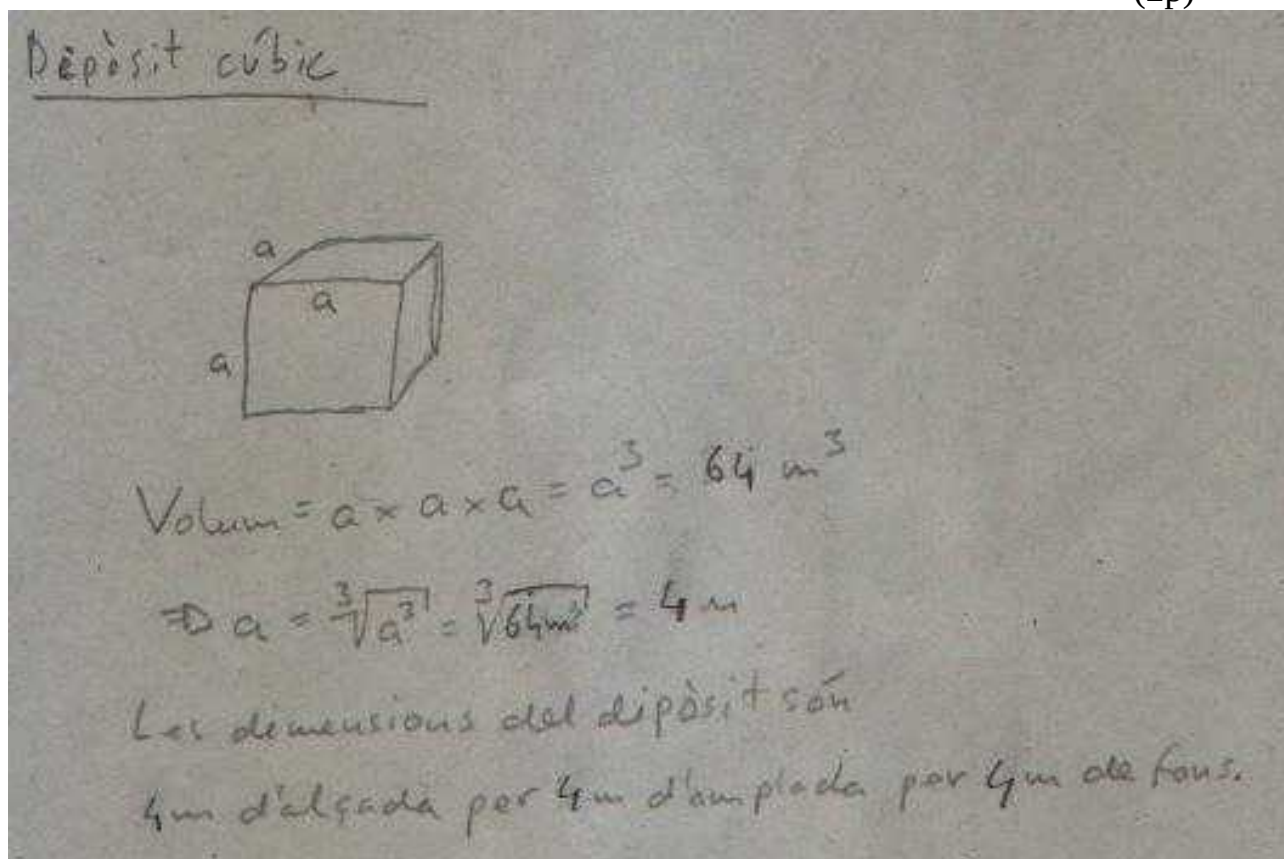 Dipòsit cúbic
a
a
a
Volum = a × a × a = a³ = 64 m³
⇒ a = ∛a³ = ∛64m³ = 4 m
Les dimensions del dipòsit són
4m d'alçada per 4m d'amplada per 4m de fons.